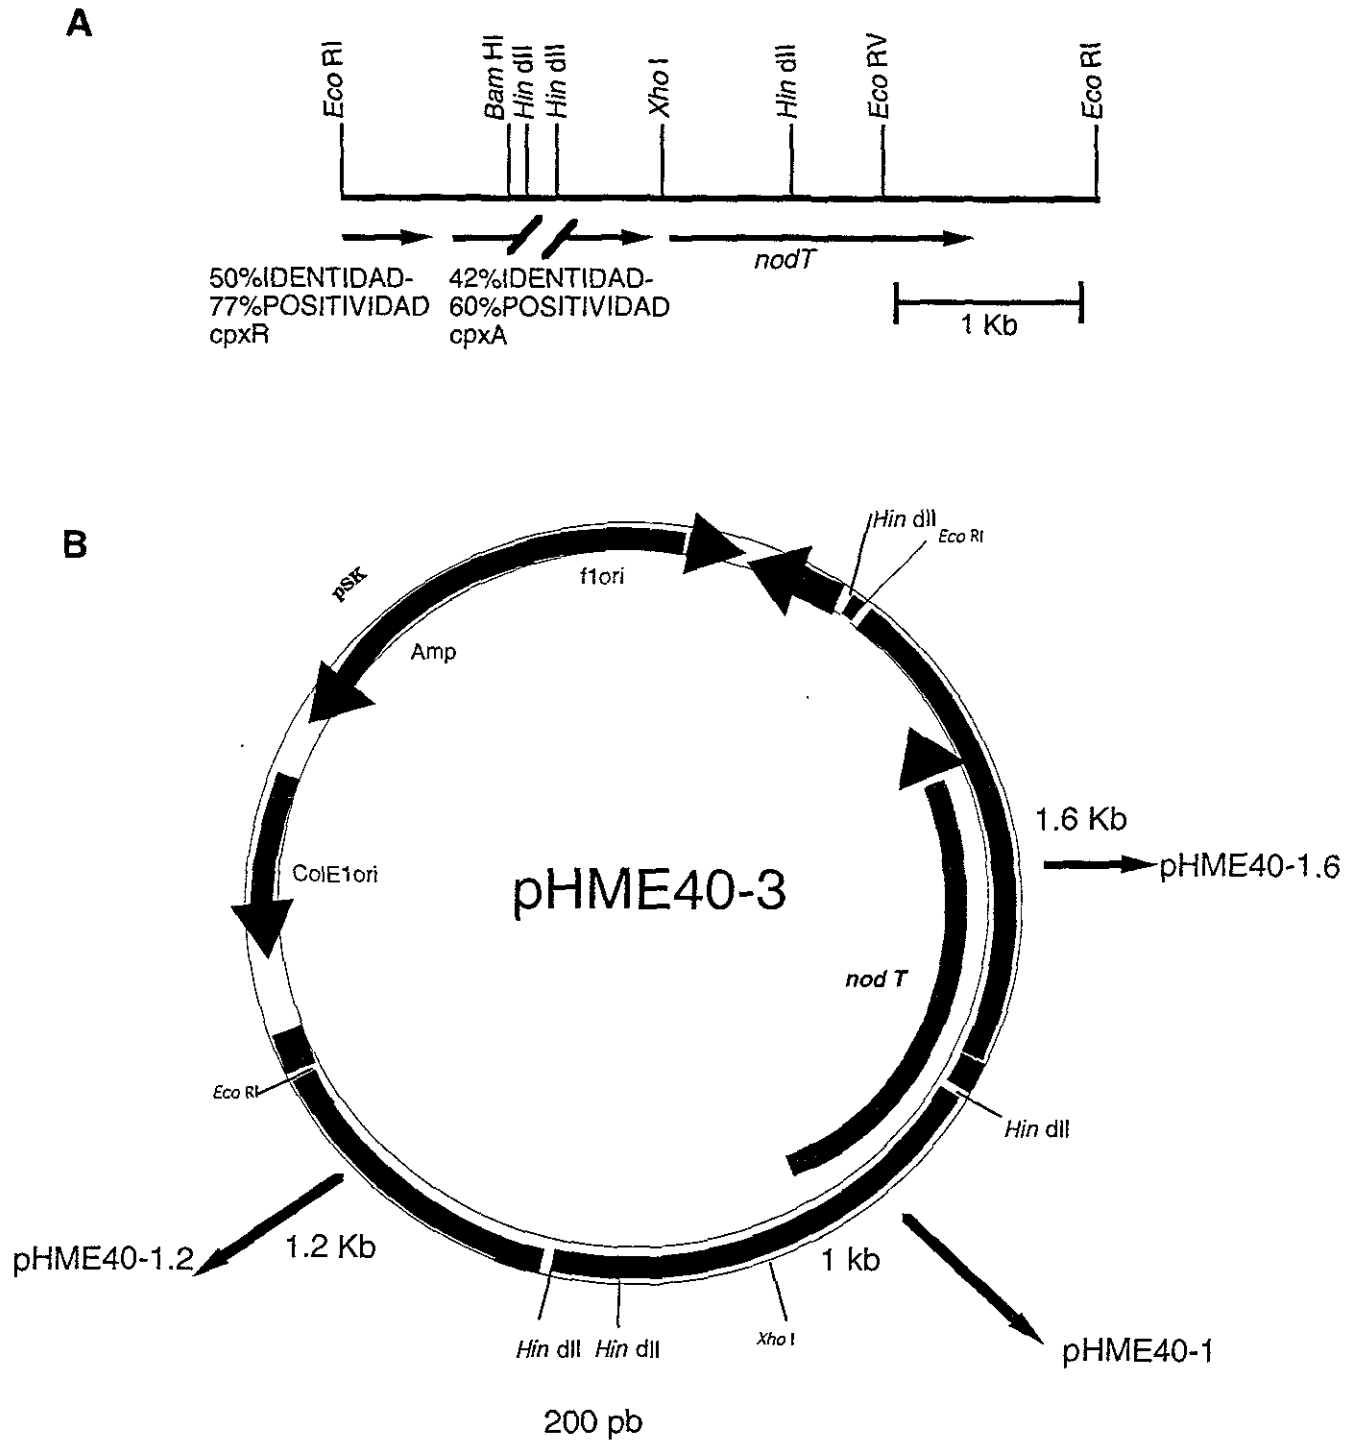 A
Eco RI
Bam HI
Hin dII
Hin dII
Xho I
Hin dII
Eco RV
Eco RI
nodT
50%IDENTIDAD-
77%POSITIVIDAD
cpxR
42%IDENTIDAD-
60%POSITIVIDAD
cpxA
1 Kb
B
Hin dII
Eco RI
pSK
f1ori
Amp
1.6 Kb
pHME40-1.6
ColE1ori
pHME40-3
nod T
Eco RI
Hin dII
pHME40-1.2
1.2 Kb
1 kb
Hin dII
Hin dII
Xho I
pHME40-1
200 pb